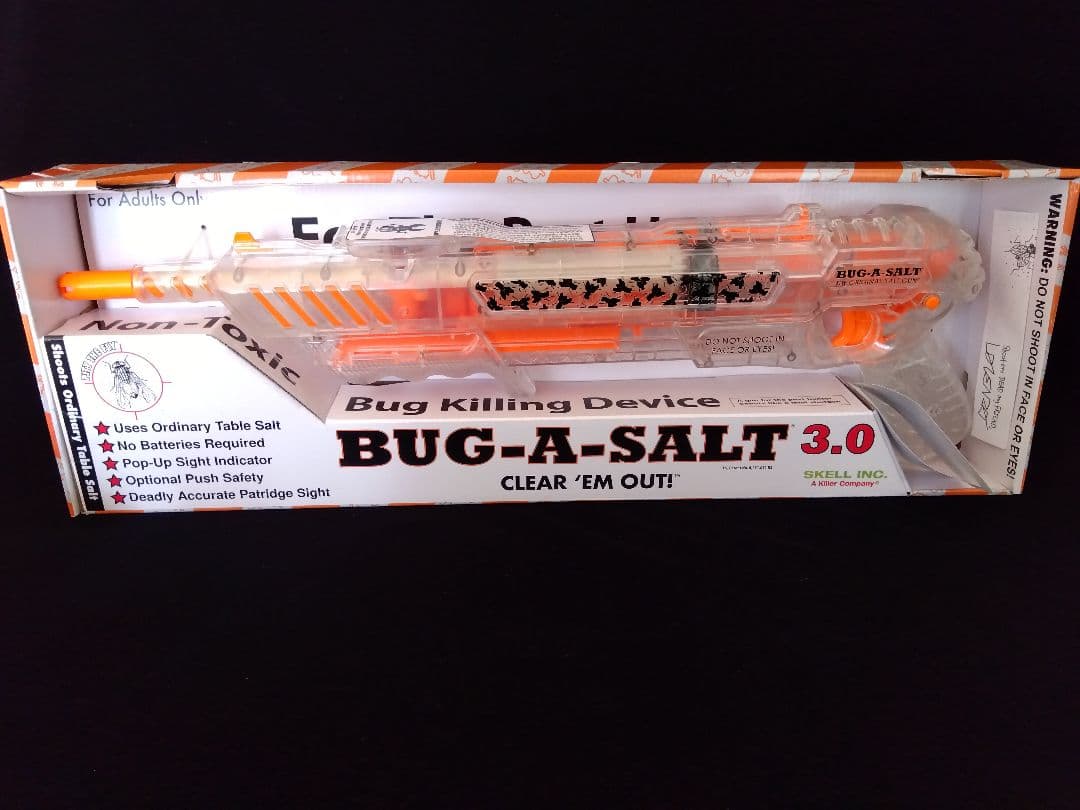 For Adults Only
Non-Toxic
BUG-A-SALT
DO NOT SHOOT IN
FACE OR EYES!
WARNING: DO NOT SHOOT IN FACE OR EYES!
Shoots Ordinary Table Salt
Uses Ordinary Table Salt
No Batteries Required
Pop-Up Sight Indicator
Optional Push Safety
Deadly Accurate Patridge Sight
Bug Killing Device
BUG-A-SALT 3.0
CLEAR 'EM OUT!™
SKELL INC.
A Killer Company®